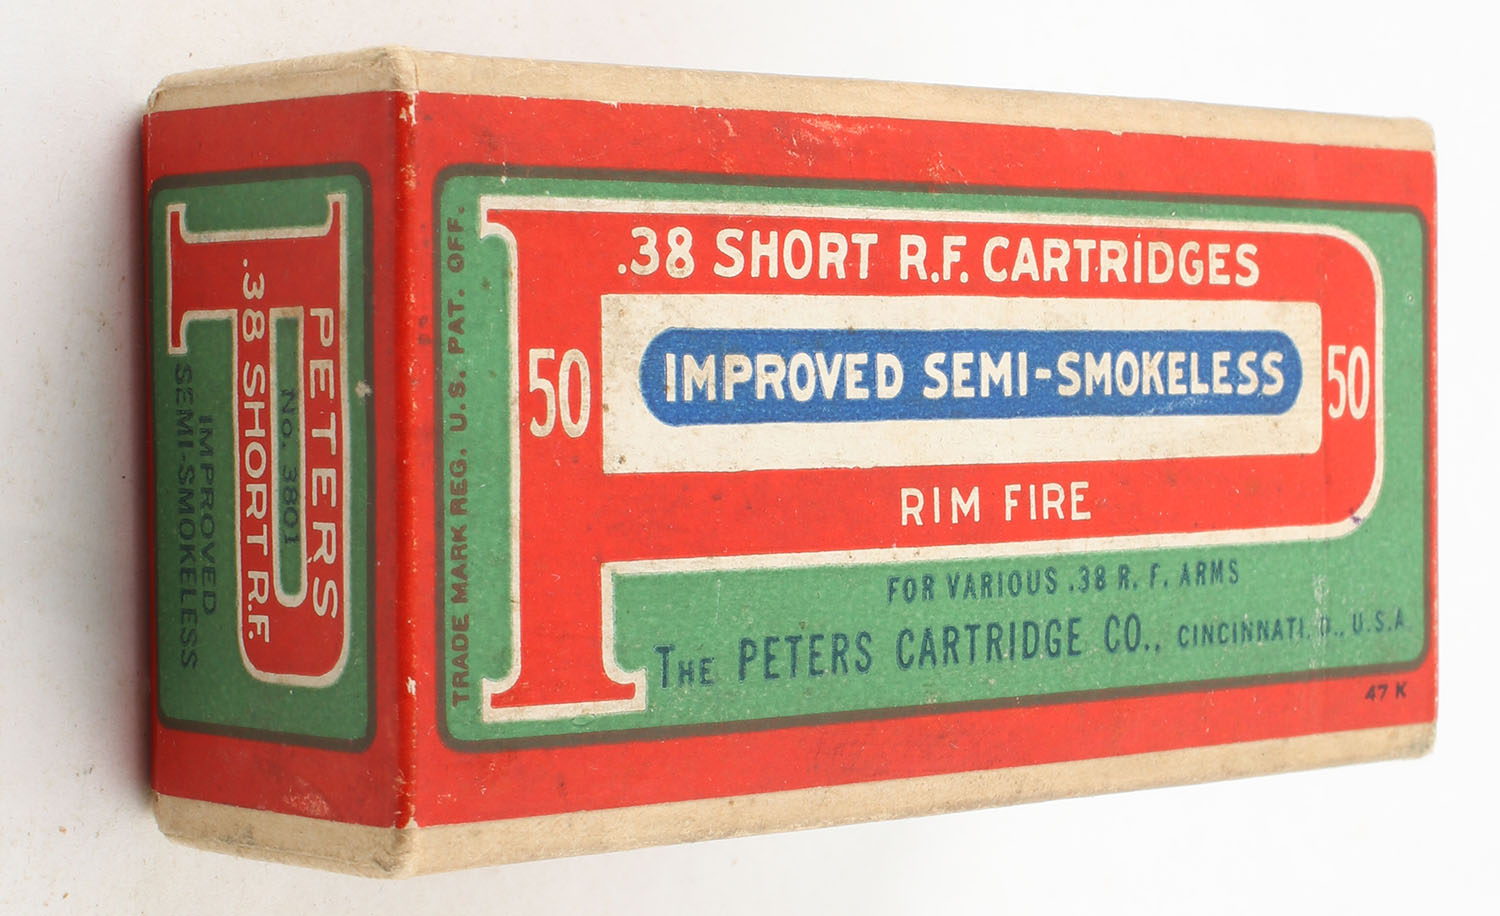 .38 SHORT R.F. CARTRIDGES
50 IMPROVED SEMI-SMOKELESS 50
RIM FIRE
FOR VARIOUS .38 R. F. ARMS
THE PETERS CARTRIDGE CO., CINCINNATI, O., U.S.A.
TRADE MARK REG. U.S. PAT. OFF.
47 K
PETERS
No. 3801
.38 SHORT R.F.
IMPROVED
SEMI-SMOKELESS